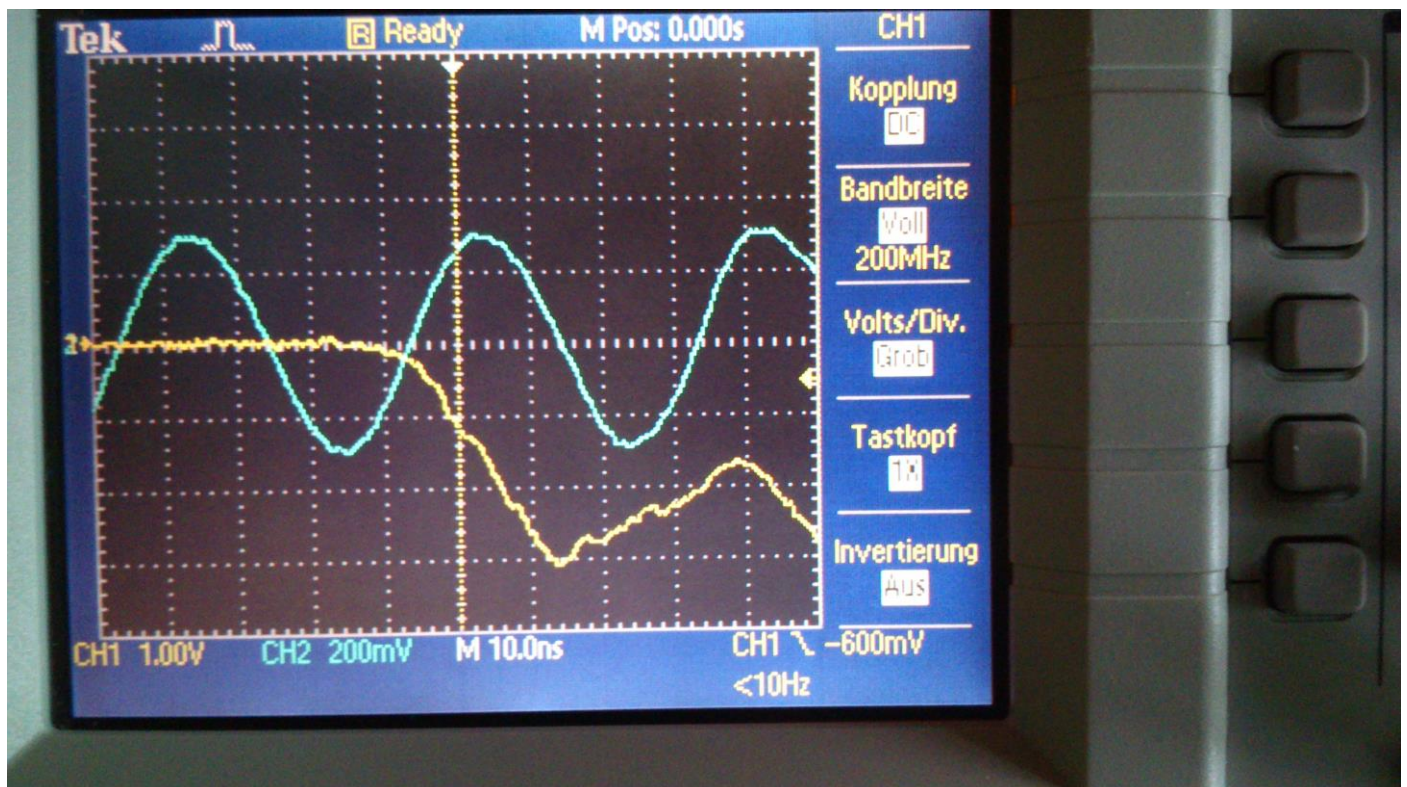 Tek R Ready M Pos: 0.000s CH1
Kopplung
DC
Bandbreite
Voll
200MHz
Volts/Div.
Grob
Tastkopf
1X
Invertierung
Aus
CH1 1.00V CH2 200mV M 10.0ns CH1 -600mV
<10Hz